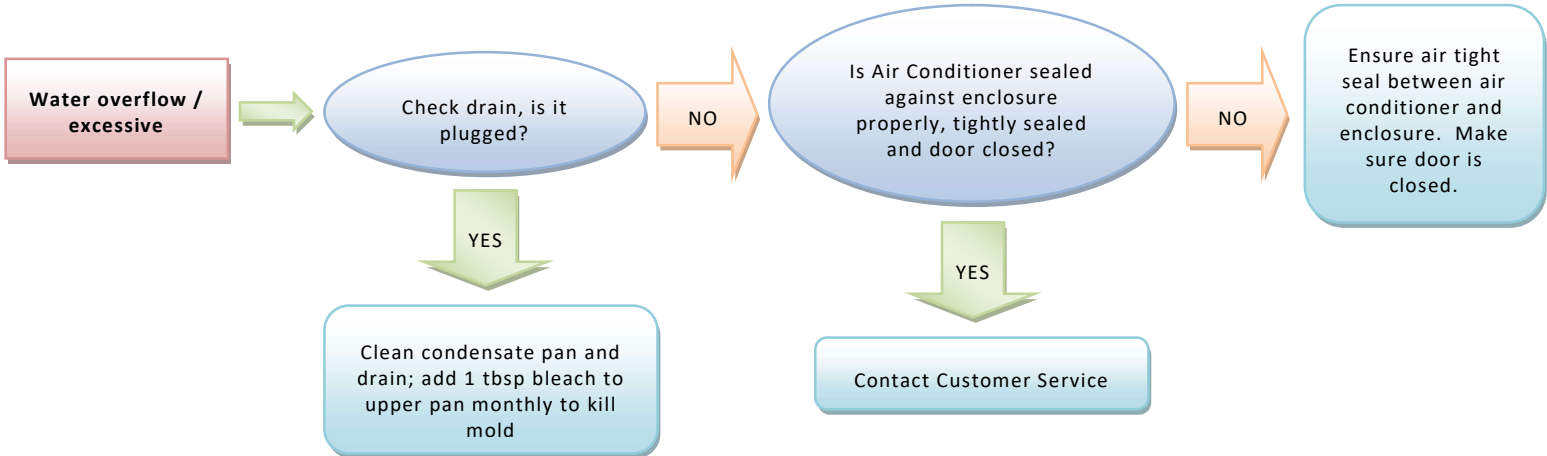 Water overflow /
excessive
Check drain, is it
plugged?
NO
Is Air Conditioner sealed
against enclosure
properly, tightly sealed
and door closed?
NO
Ensure air tight
seal between air
conditioner and
enclosure.  Make
sure door is
closed.
YES
Clean condensate pan and
drain; add 1 tbsp bleach to
upper pan monthly to kill
mold
YES
Contact Customer Service